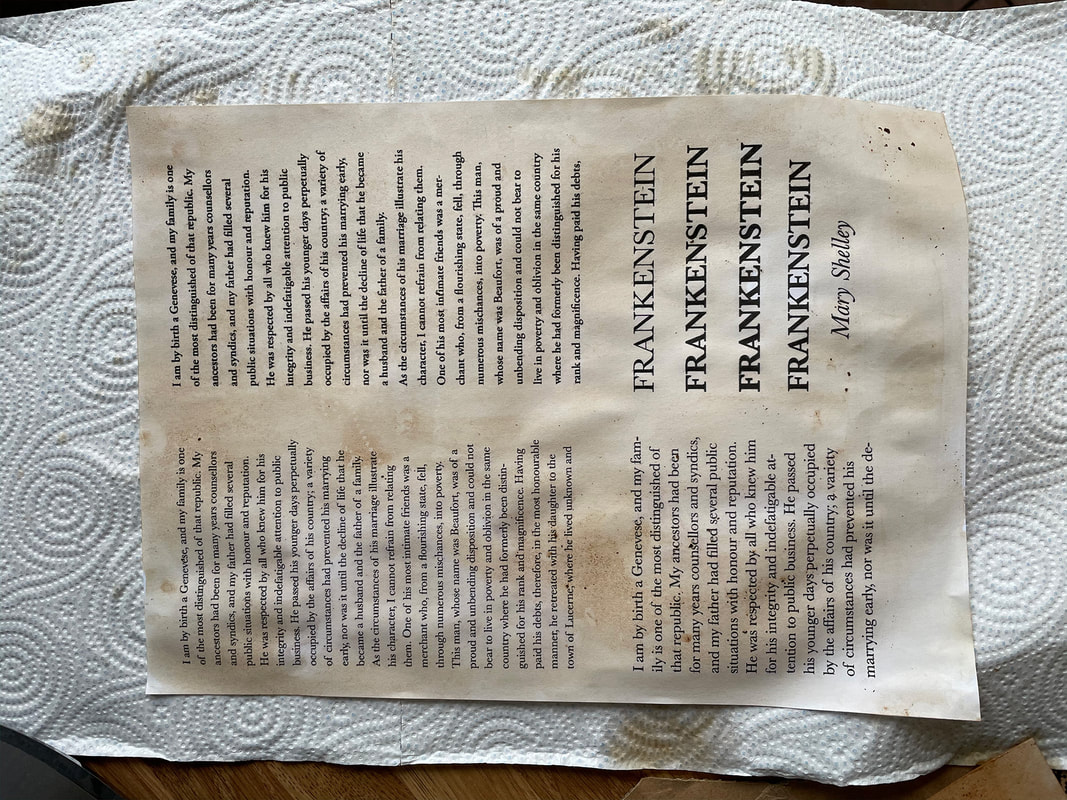 I am by birth a Genevese, and my family is one
of the most distinguished of that republic. My
ancestors had been for many years counsellors
and syndics, and my father had filled several
public situations with honour and reputation.
He was respected by all who knew him for his
integrity and indefatigable attention to public
business. He passed his younger days perpetually
occupied by the affairs of his country; a variety
of circumstances had prevented his marrying
early, nor was it until the decline of life that he
became a husband and the father of a family.
As the circumstances of his marriage illustrate
his character, I cannot refrain from relating
them. One of his most intimate friends was a
merchant who, from a flourishing state, fell,
through numerous mischances, into poverty.
This man, whose name was Beaufort, was of a
proud and unbending disposition and could not
bear to live in poverty and oblivion in the same
country where he had formerly been distin-
guished for his rank and magnificence. Having
paid his debts, therefore, in the most honourable
manner, he retreated with his daughter to the
town of Lucerne, where he lived unknown and
I am by birth a Genevese, and my family is one
of the most distinguished of that republic. My
ancestors had been for many years counsellors
and syndics, and my father had filled several
public situations with honour and reputation.
He was respected by all who knew him for his
integrity and indefatigable attention to public
business. He passed his younger days perpetually
occupied by the affairs of his country; a variety of
circumstances had prevented his marrying early,
nor was it until the decline of life that he became
a husband and the father of a family.
As the circumstances of his marriage illustrate his
character, I cannot refrain from relating them.
One of his most intimate friends was a mer-
chant who, from a flourishing state, fell, through
numerous mischances, into poverty. This man,
whose name was Beaufort, was of a proud and
unbending disposition and could not bear to
live in poverty and oblivion in the same country
where he had formerly been distinguished for his
rank and magnificence. Having paid his debts,
I am by birth a Genevese, and my fam-
ily is one of the most distinguished of
that republic. My ancestors had been
for many years counsellors and syndics,
and my father had filled several public
situations with honour and reputation.
He was respected by all who knew him
for his integrity and indefatigable at-
tention to public business. He passed
his younger days perpetually occupied
by the affairs of his country; a variety
of circumstances had prevented his
marrying early, nor was it until the de-
FRANKENSTEIN
FRANKENSTEIN
FRANKENSTEIN
FRANKENSTEIN
Mary Shelley